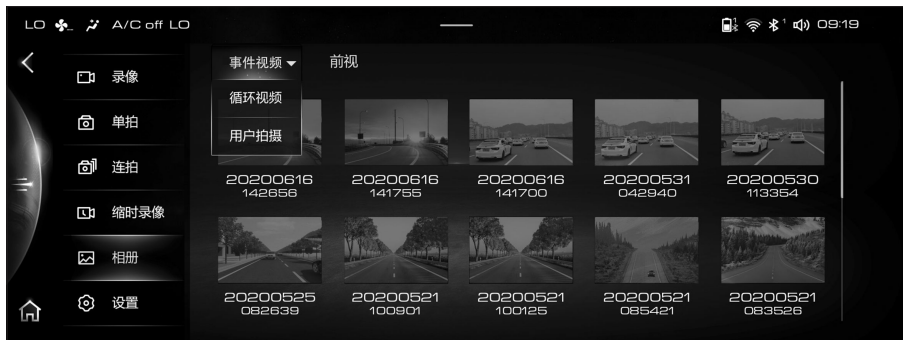 LO A/C off LO
1 1 09:19
录像
单拍
连拍
缩时录像
相册
设置
事件视频 前视
循环视频
用户拍摄
20200616 20200616 20200616 20200531 20200530
142656 141755 141700 042940 113354
20200525 20200521 20200521 20200521 20200521
082639 100901 100125 085421 083526